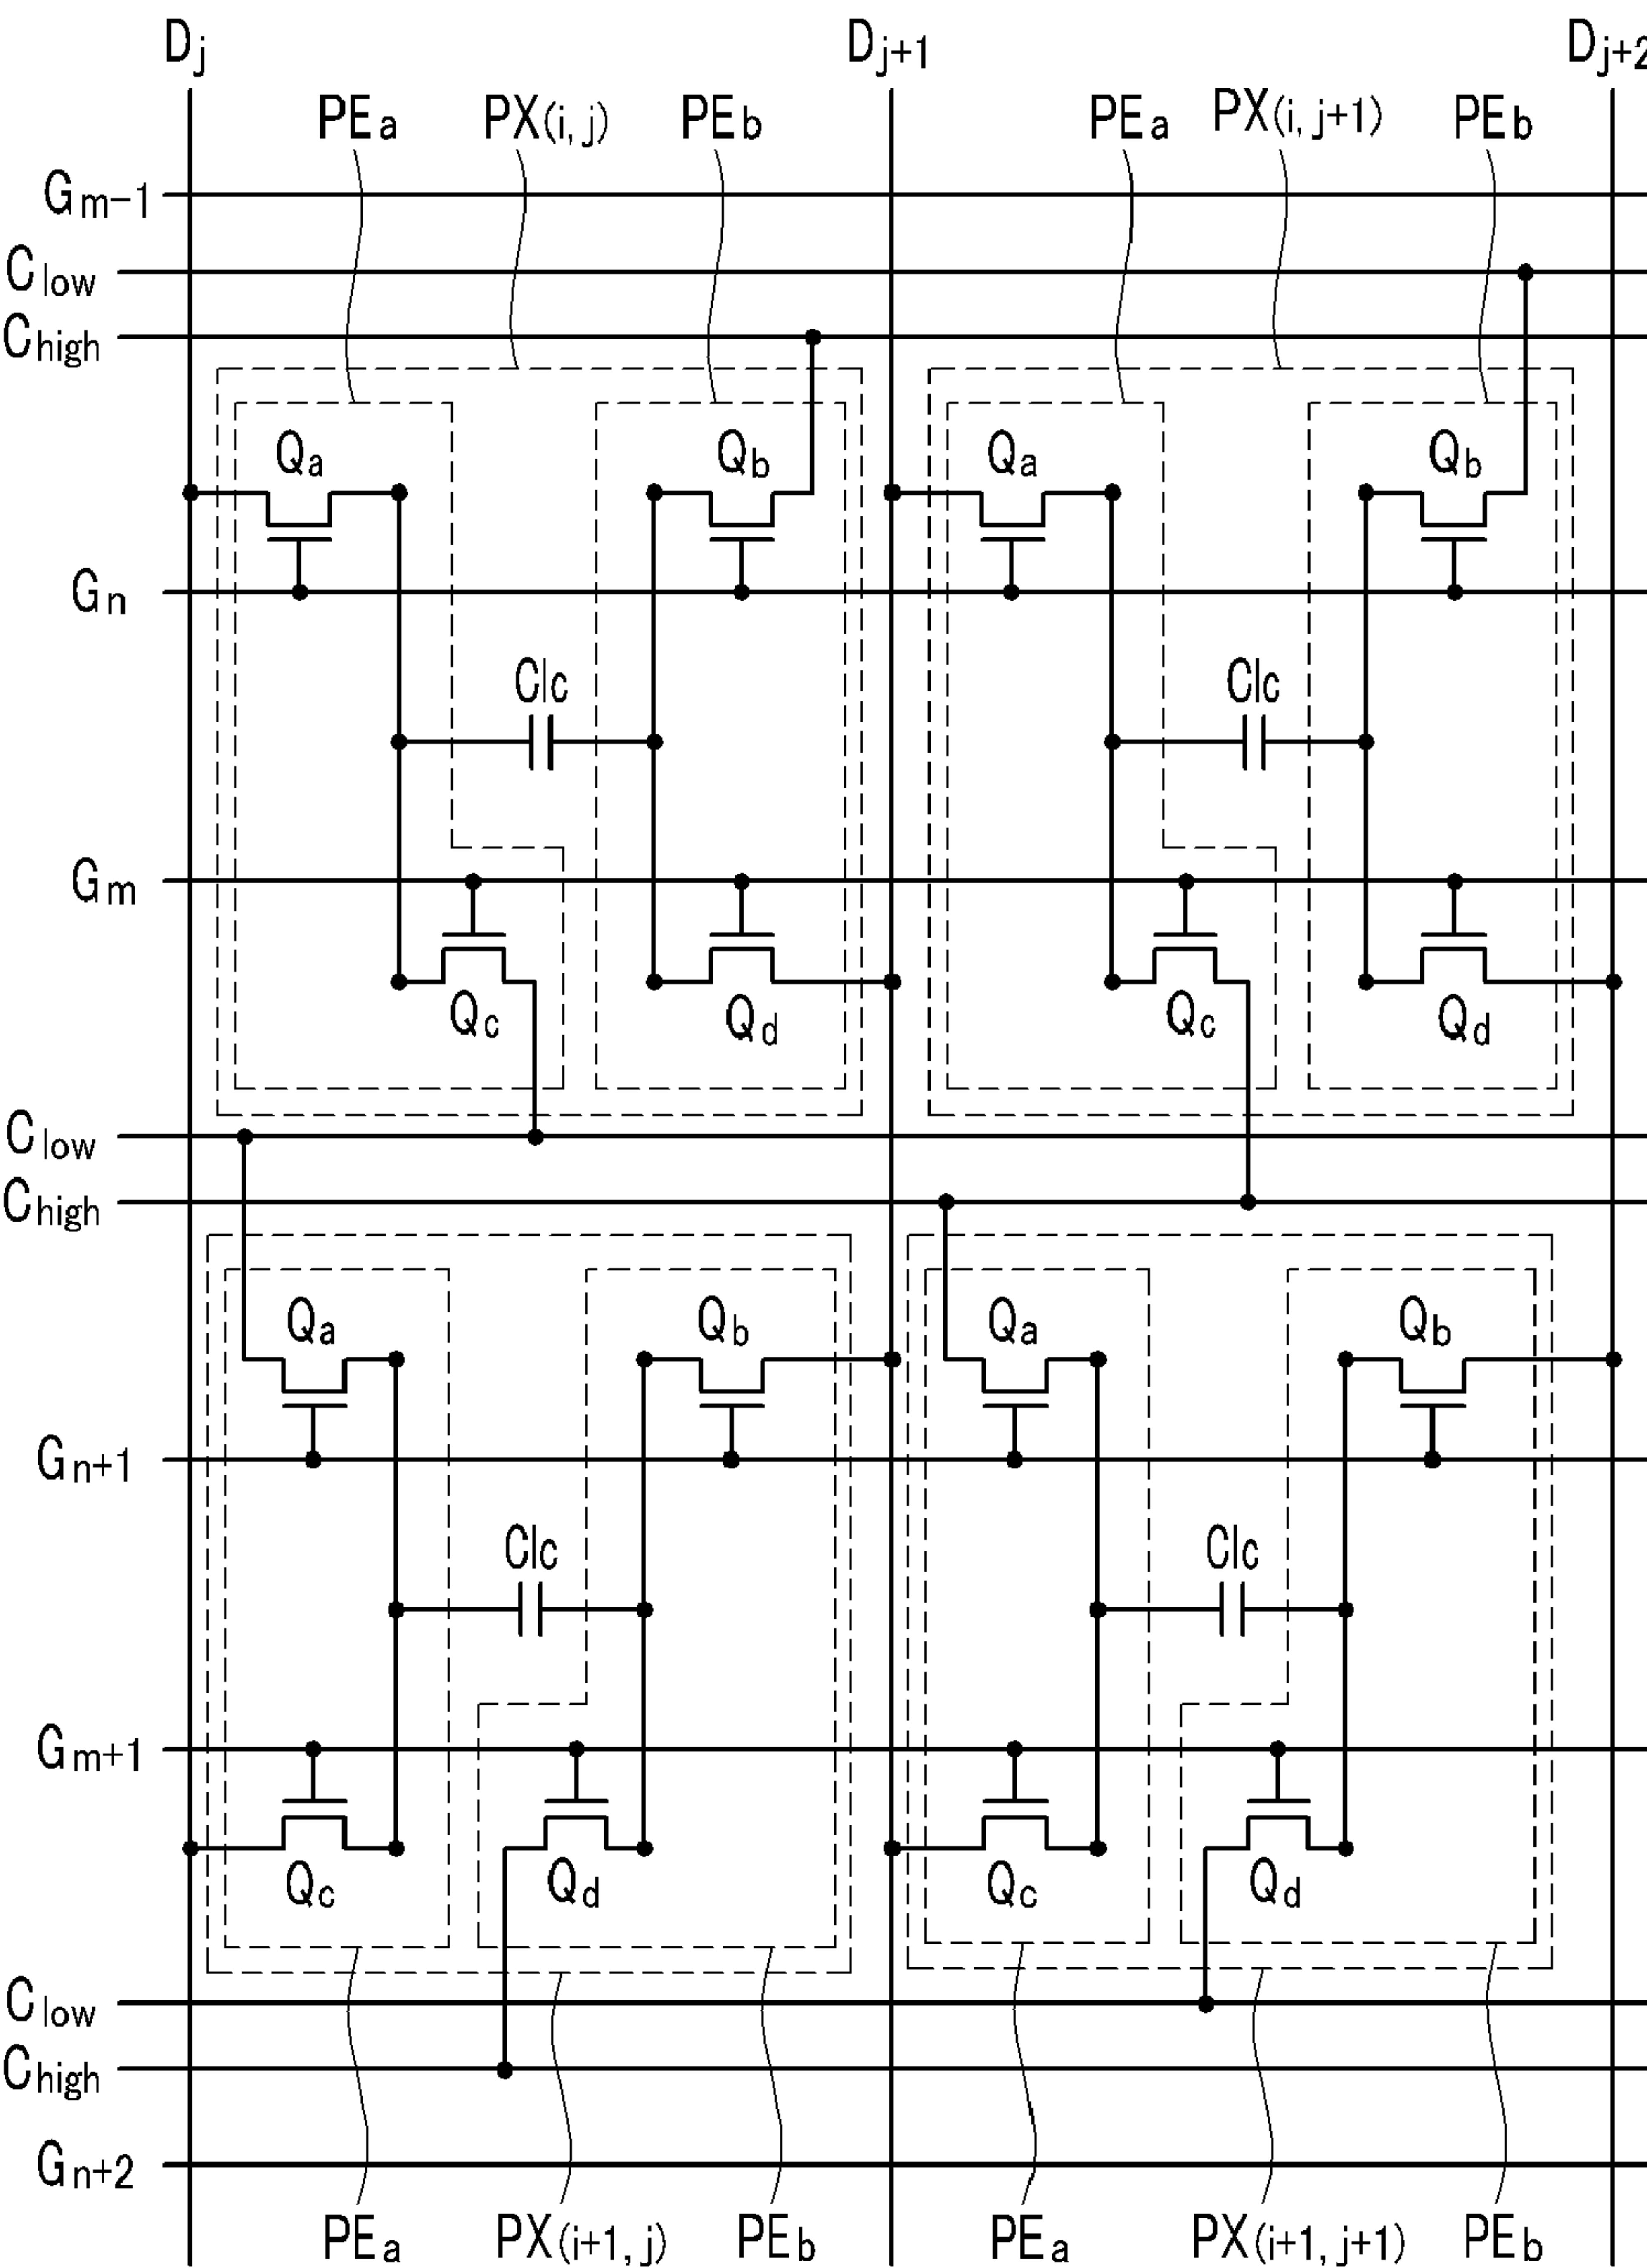 Dj Dj+1 Dj+2
PEa PX(i, j) PEb PEa PX(i, j+1) PEb
Gm-1
Clow
Chigh
Qa Qb Qa Qb
Gn
Clc Clc
Gm
Qc Qd Qc Qd
Clow
Chigh
Qa Qb Qa Qb
Gn+1
Clc Clc
Gm+1
Qc Qd Qc Qd
Clow
Chigh
Gn+2
PEa PX(i+1, j) PEb PEa PX(i+1, j+1) PEb